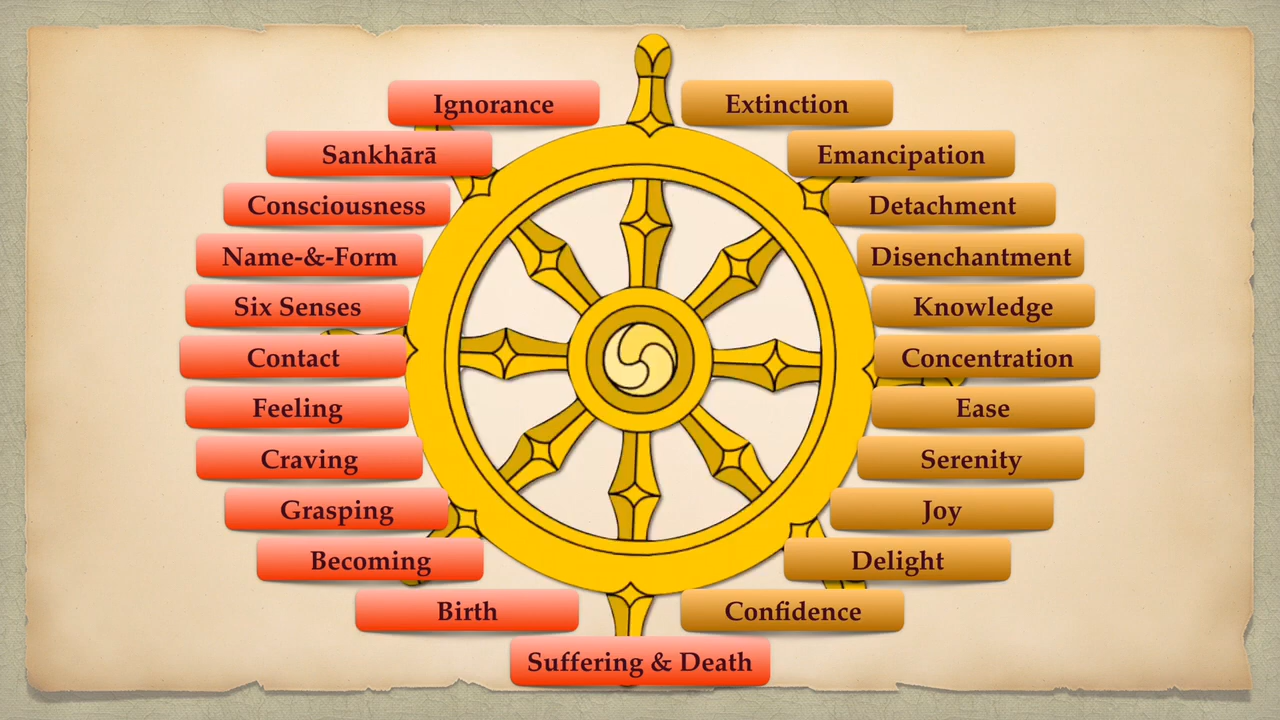 Ignorance
Extinction
Sankhārā
Emancipation
Consciousness
Detachment
Name-&-Form
Disenchantment
Six Senses
Knowledge
Contact
Concentration
Feeling
Ease
Craving
Serenity
Grasping
Joy
Becoming
Delight
Birth
Confidence
Suffering & Death